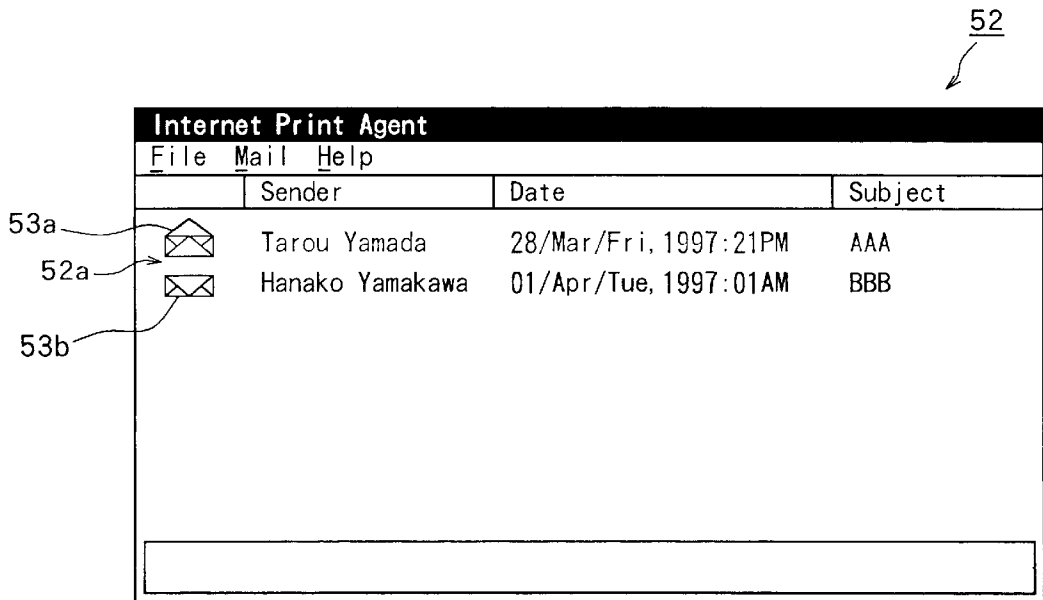 52
Internet Print Agent
File Mail Help
Sender Date Subject
53a
Tarou Yamada 28/Mar/Fri, 1997:21PM AAA
52a
Hanako Yamakawa 01/Apr/Tue, 1997:01AM BBB
53b